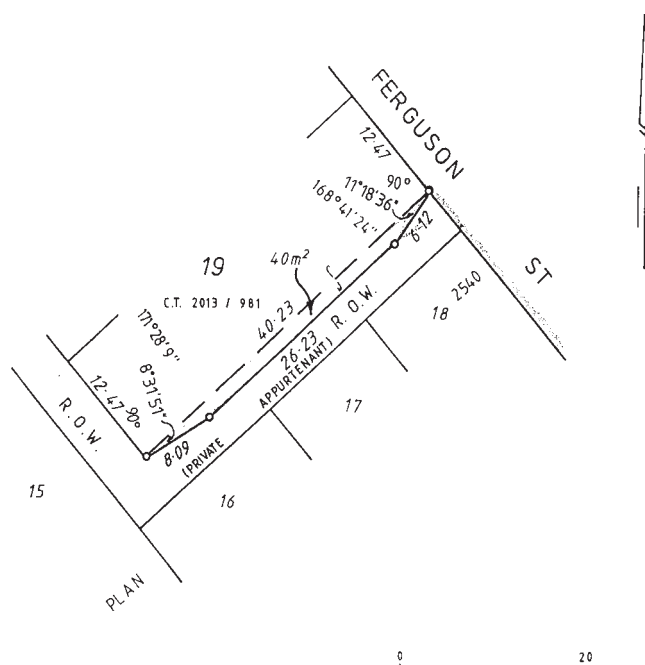 FERGUSON
ST
12·47
90°
11°18'36"
168°41'24"
6·12
40m²
19
C.T. 2013 / 981
40·23
R. O. W.
2540
18
171°28'9"
8°31'51"
26·23
(PRIVATE APPURTENANT)
17
12·47
90°
R. O. W.
8·09
15
16
PLAN
0 20